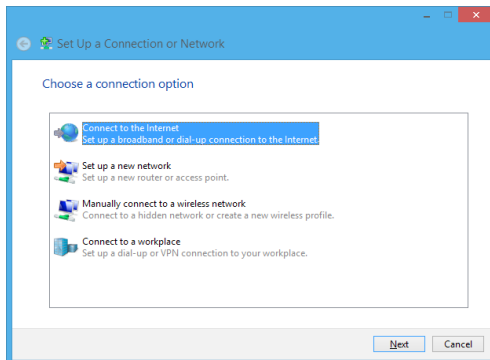 Set Up a Connection or Network
Choose a connection option
Connect to the Internet
Set up a broadband or dial-up connection to the Internet.
Set up a new network
Set up a new router or access point.
Manually connect to a wireless network
Connect to a hidden network or create a new wireless profile.
Connect to a workplace
Set up a dial-up or VPN connection to your workplace.
Next Cancel